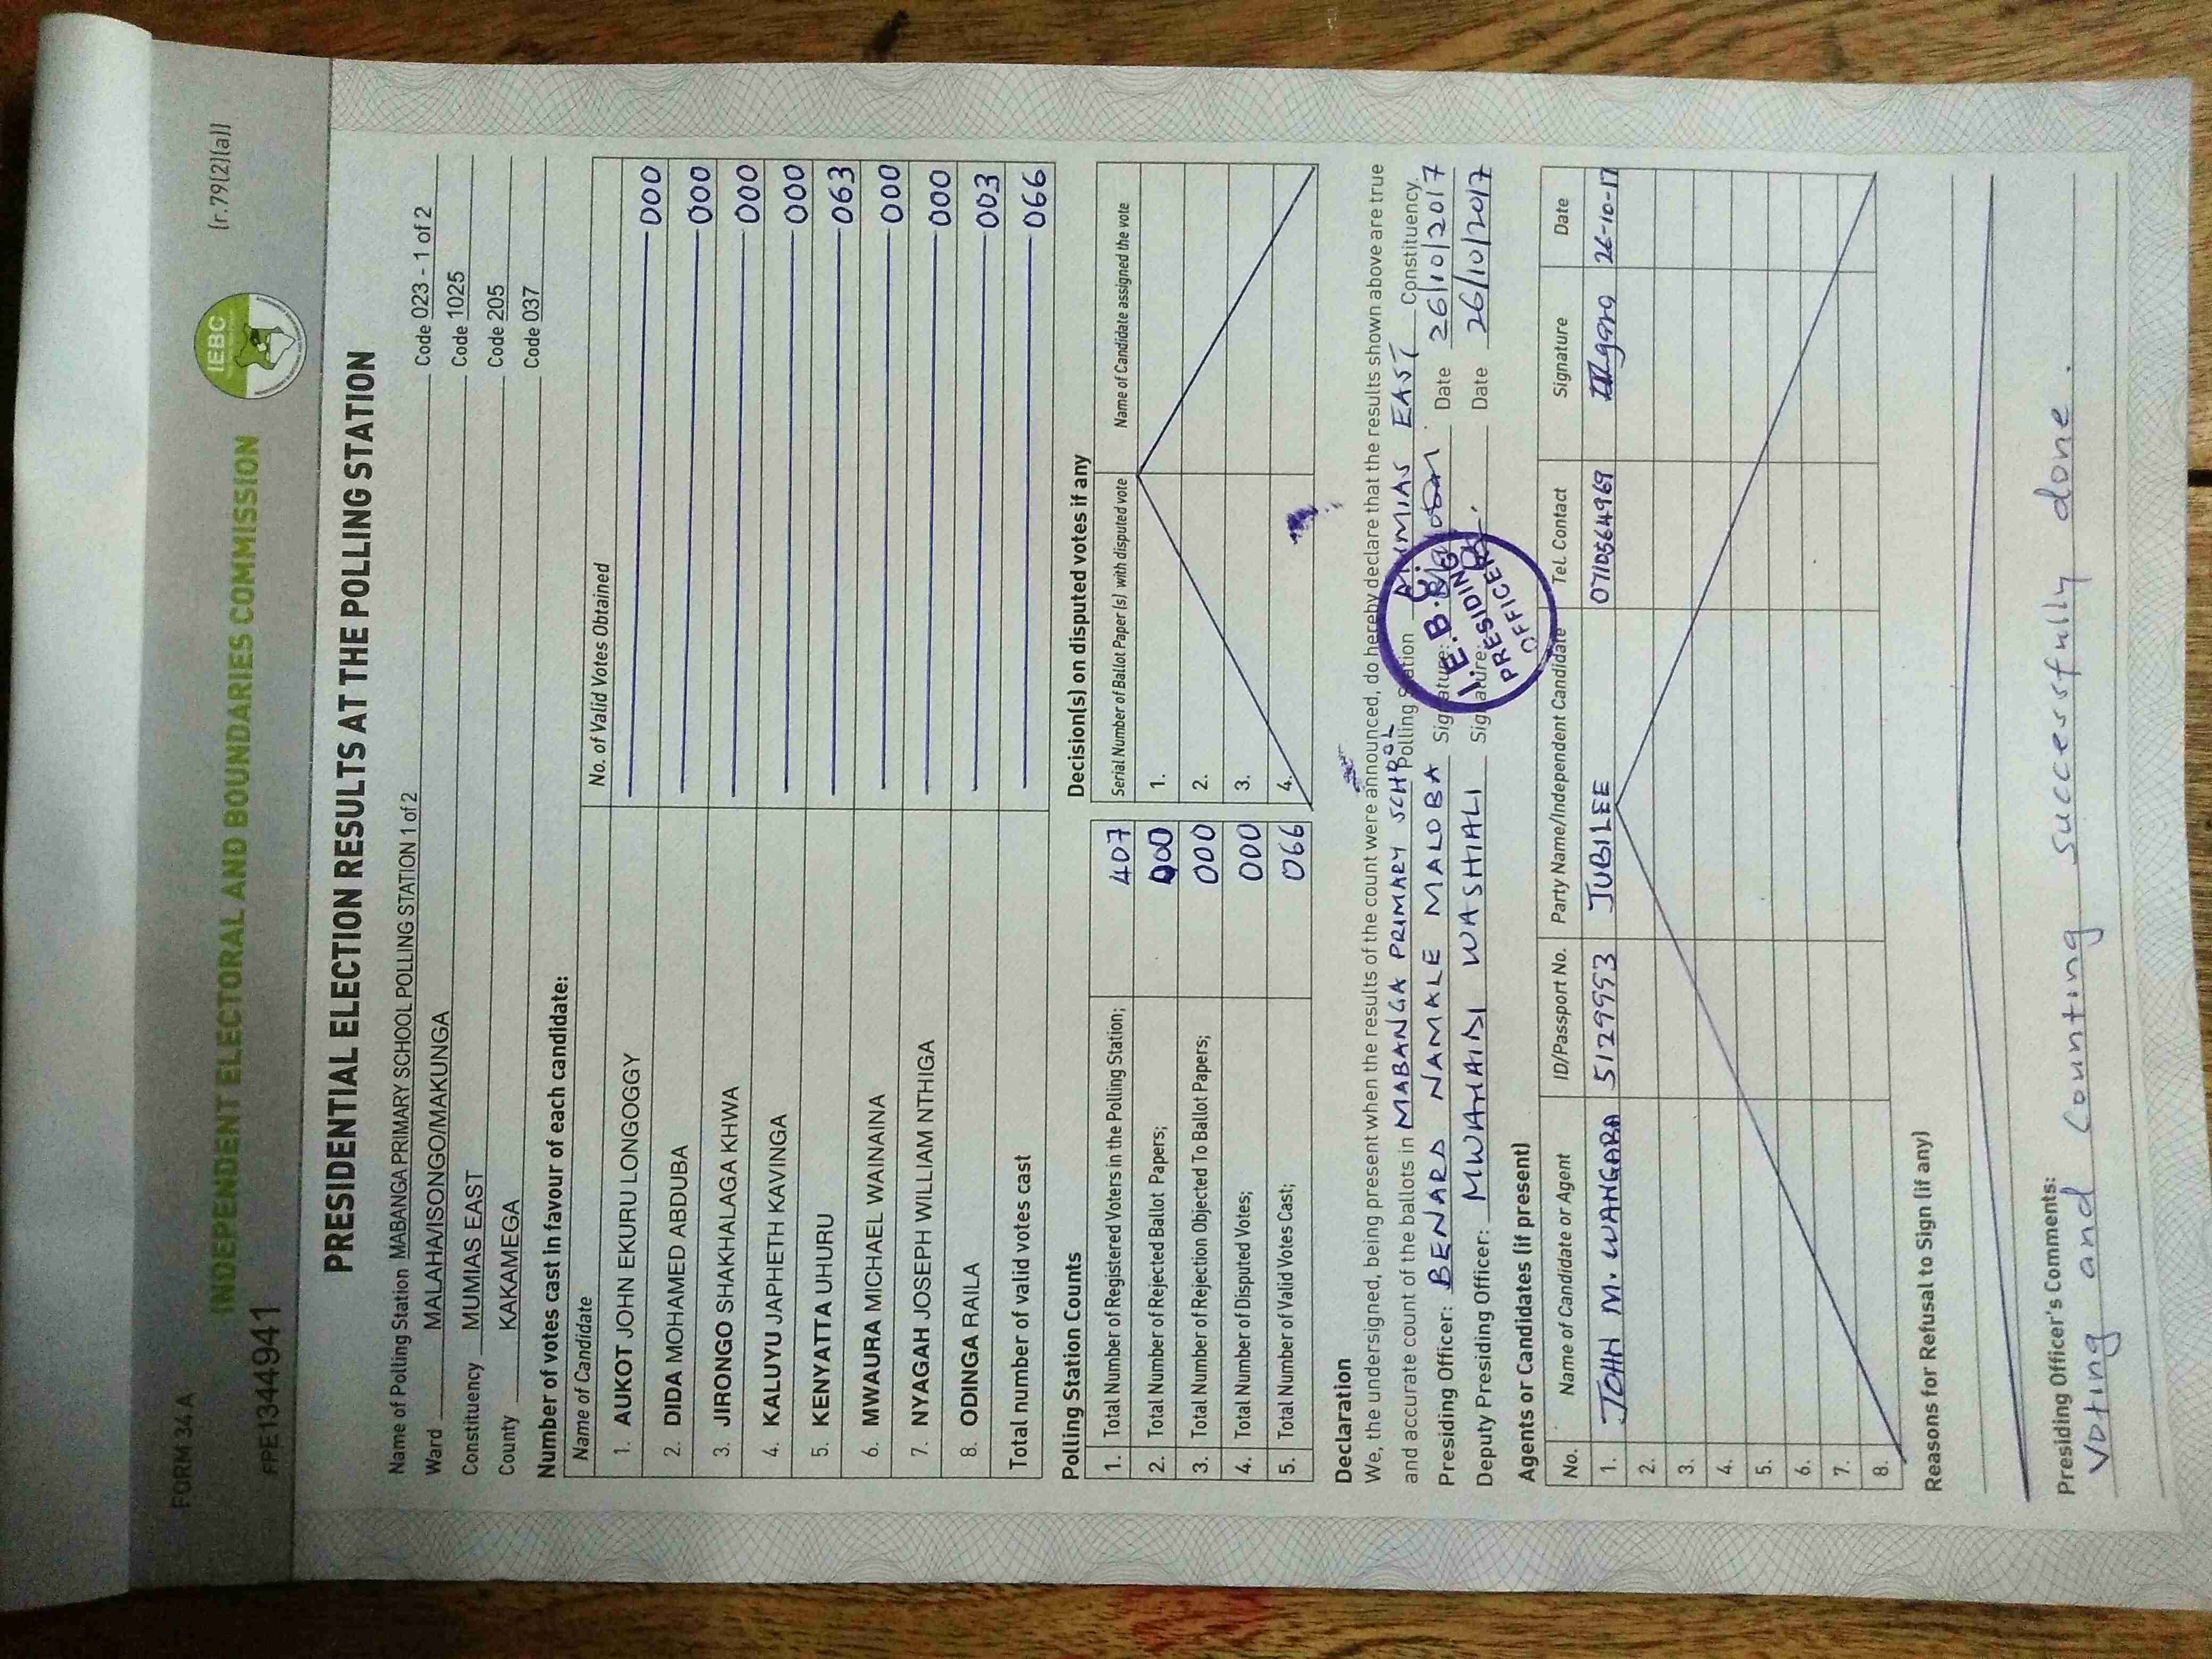 FORM 34 A
(r.79(2)(a))
FPE1344941
INDEPENDENT ELECTORAL AND BOUNDARIES COMMISSION
IEBC
PRESIDENTIAL ELECTION RESULTS AT THE POLLING STATION
Name of Polling Station MABANGA PRIMARY SCHOOL POLLING STATION 1 of 2 Code 023 - 1 of 2
Ward MALAHA/ISONGO/MAKUNGA Code 1025
Constituency MUMIAS EAST Code 205
County KAKAMEGA Code 037
Number of votes cast in favour of each candidate:
Name of Candidate No. of Valid Votes Obtained
1. AUKOT JOHN EKURU LONGOGGY 000
2. DIDA MOHAMED ABDUBA 000
3. JIRONGO SHAKHALAGA KHWA 000
4. KALUYU JAPHETH KAVINGA 000
5. KENYATTA UHURU 063
6. MWAURA MICHAEL WAINAINA 000
7. NYAGAH JOSEPH WILLIAM NTHIGA 000
8. ODINGA RAILA 003
Total number of valid votes cast 066
Polling Station Counts
1. Total Number of Registered Voters in the Polling Station; 407
2. Total Number of Rejected Ballot Papers; 000
3. Total Number of Rejection Objected To Ballot Papers; 000
4. Total Number of Disputed Votes; 000
5. Total Number of Valid Votes Cast; 066
Decision(s) on disputed votes if any
Serial Number of Ballot Paper(s) with disputed vote Name of Candidate assigned the vote
1.
2.
3.
4.
Declaration
We, the undersigned, being present when the results of the count were announced, do hereby declare that the results shown above are true
and accurate count of the ballots in MABANGA PRIMARY SCHOOL Polling Station MUMIAS EAST Constituency.
Presiding Officer: BENARD NAMALE MALOBA Signature: Date 26/10/2017
Deputy Presiding Officer: MWAHAINI WASHIALI Signature: Date 26/10/2017
I.E.B.C.
PRESIDING
OFFICER
Agents or Candidates (if present)
No. Name of Candidate or Agent ID/Passport No. Party Name/Independent Candidate Tel. Contact Signature Date
1. JOHN M. WANGARA 5129953 JUBILEE 0710564969 26-10-17
2.
3.
4.
5.
6.
7.
8.
Reasons for Refusal to Sign (if any)
Presiding Officer's Comments:
Voting and Counting successfully done.